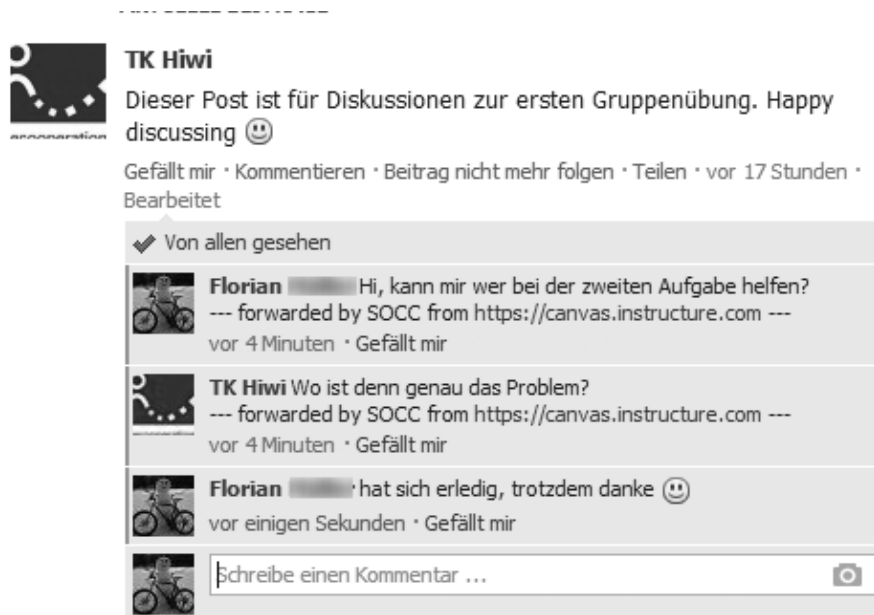 TK Hiwi
Dieser Post ist für Diskussionen zur ersten Gruppenübung. Happy
discussing
Gefällt mir · Kommentieren · Beitrag nicht mehr folgen · Teilen · vor 17 Stunden ·
Bearbeitet
Von allen gesehen
Florian Hi, kann mir wer bei der zweiten Aufgabe helfen?
--- forwarded by SOCC from https://canvas.instructure.com ---
vor 4 Minuten · Gefällt mir
TK Hiwi Wo ist denn genau das Problem?
--- forwarded by SOCC from https://canvas.instructure.com ---
vor 4 Minuten · Gefällt mir
Florian hat sich erledig, trotzdem danke
vor einigen Sekunden · Gefällt mir
Schreibe einen Kommentar ...